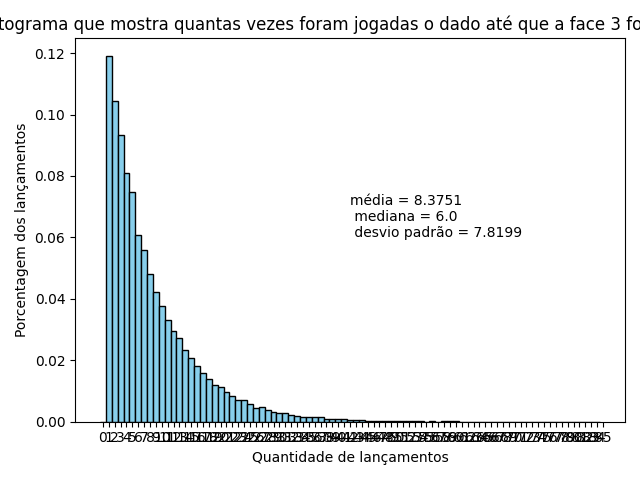 tograma que mostra quantas vezes foram jogadas o dado até que a face 3 fo
0.12
0.10
0.08
0.06
0.04
0.02
0.00
média = 8.3751
mediana = 6.0
desvio padrão = 7.8199
Porcentagem dos lançamentos
Quantidade de lançamentos